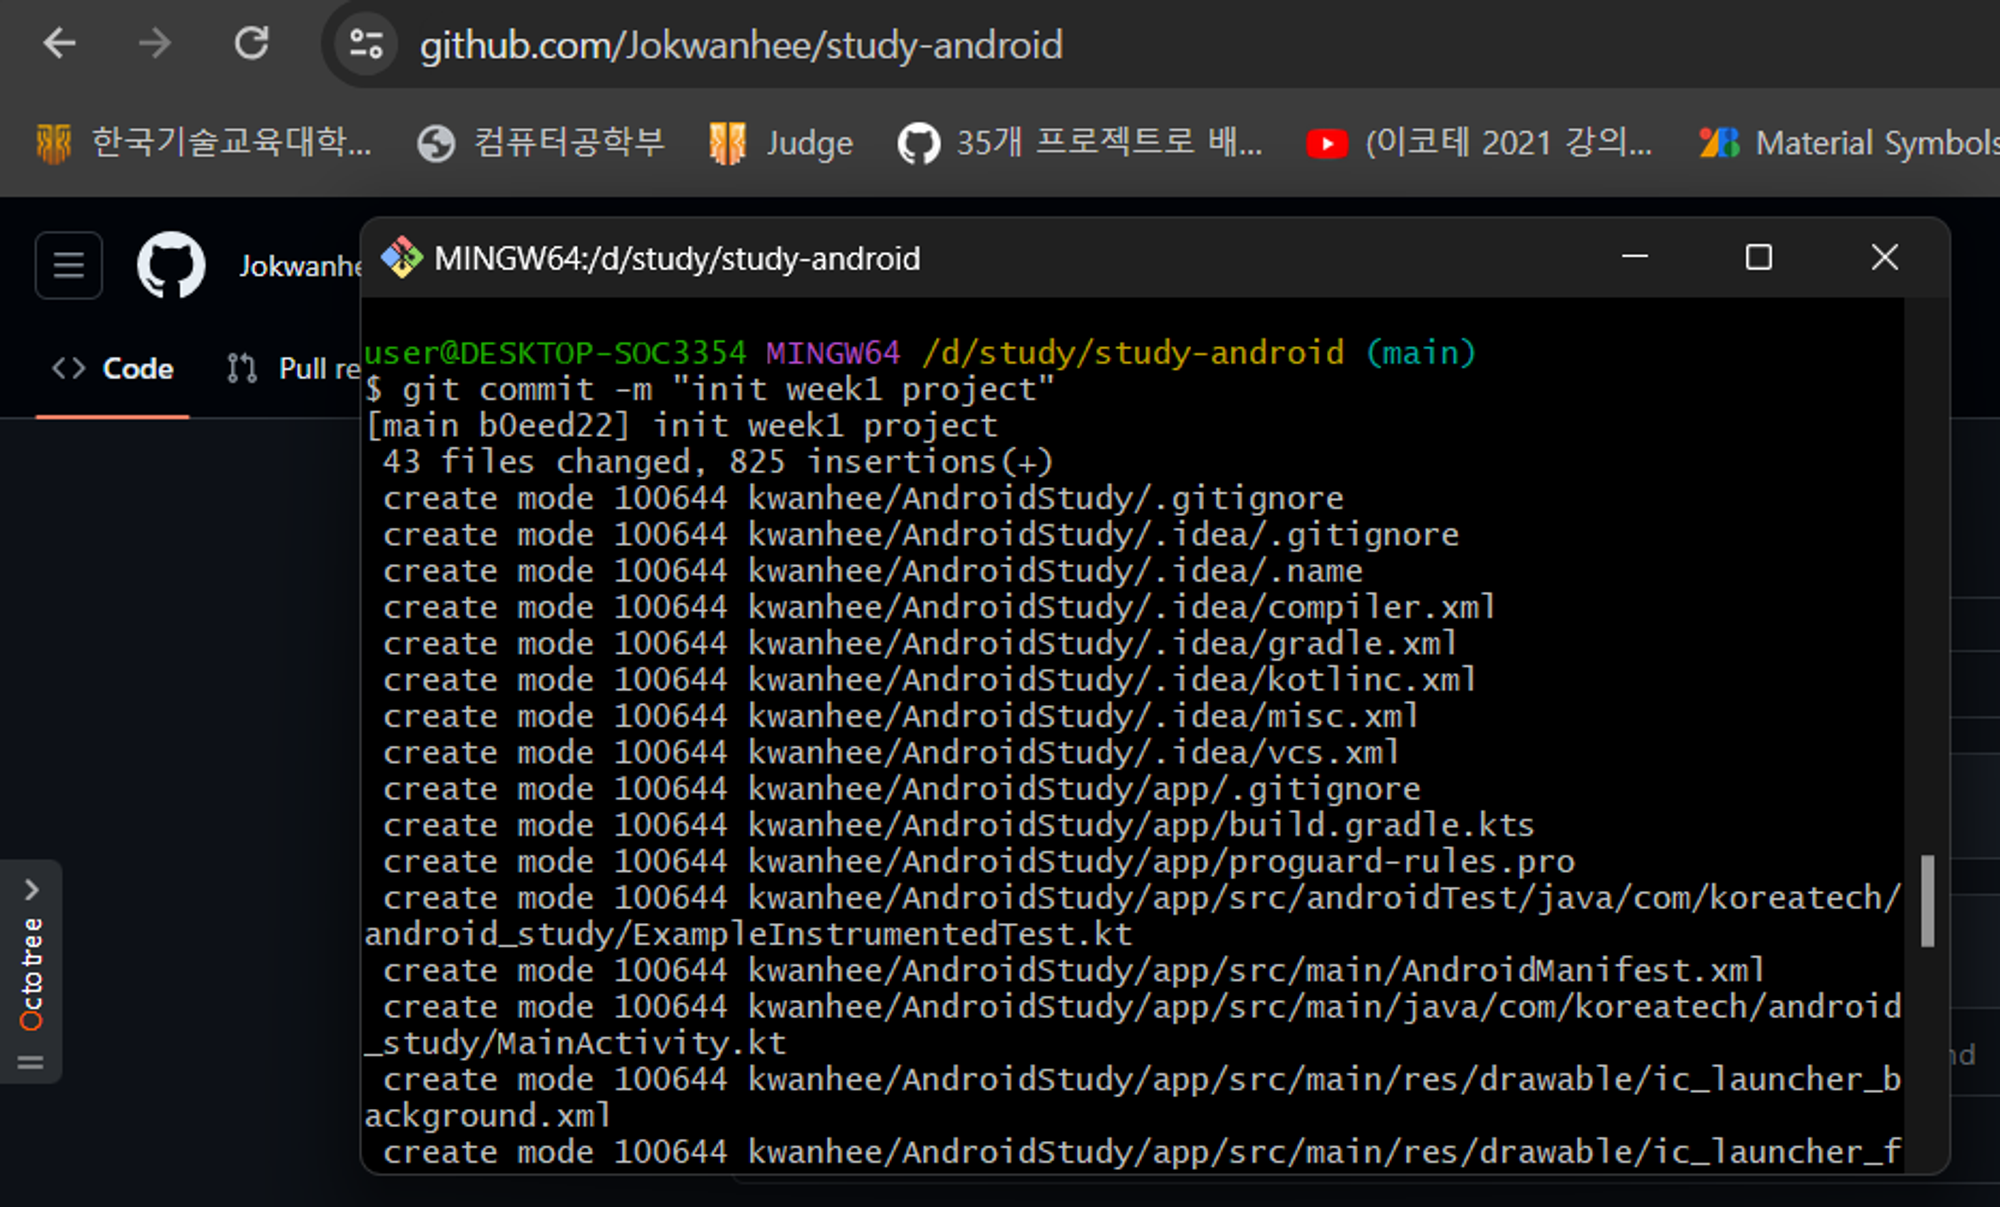 github.com/Jokwanhee/study-android
한국기술교육대학...
컴퓨터공학부
Judge
35개 프로젝트로 배...
(이코테 2021 강의...
Material Symbols
Jokwanhe
Code
Pull re
MINGW64:/d/study/study-android
user@DESKTOP-SOC3354 MINGW64 /d/study/study-android (main)
$ git commit -m "init week1 project"
[main b0eed22] init week1 project
43 files changed, 825 insertions(+)
create mode 100644 kwanhee/AndroidStudy/.gitignore
create mode 100644 kwanhee/AndroidStudy/.idea/.gitignore
create mode 100644 kwanhee/AndroidStudy/.idea/.name
create mode 100644 kwanhee/AndroidStudy/.idea/compiler.xml
create mode 100644 kwanhee/AndroidStudy/.idea/gradle.xml
create mode 100644 kwanhee/AndroidStudy/.idea/kotlinc.xml
create mode 100644 kwanhee/AndroidStudy/.idea/misc.xml
create mode 100644 kwanhee/AndroidStudy/.idea/vcs.xml
create mode 100644 kwanhee/AndroidStudy/app/.gitignore
create mode 100644 kwanhee/AndroidStudy/app/build.gradle.kts
create mode 100644 kwanhee/AndroidStudy/app/proguard-rules.pro
create mode 100644 kwanhee/AndroidStudy/app/src/androidTest/java/com/koreatech/
android_study/ExampleInstrumentedTest.kt
create mode 100644 kwanhee/AndroidStudy/app/src/main/AndroidManifest.xml
create mode 100644 kwanhee/AndroidStudy/app/src/main/java/com/koreatech/android
_study/MainActivity.kt
create mode 100644 kwanhee/AndroidStudy/app/src/main/res/drawable/ic_launcher_b
ackground.xml
create mode 100644 kwanhee/AndroidStudy/app/src/main/res/drawable/ic_launcher_f
Octotree